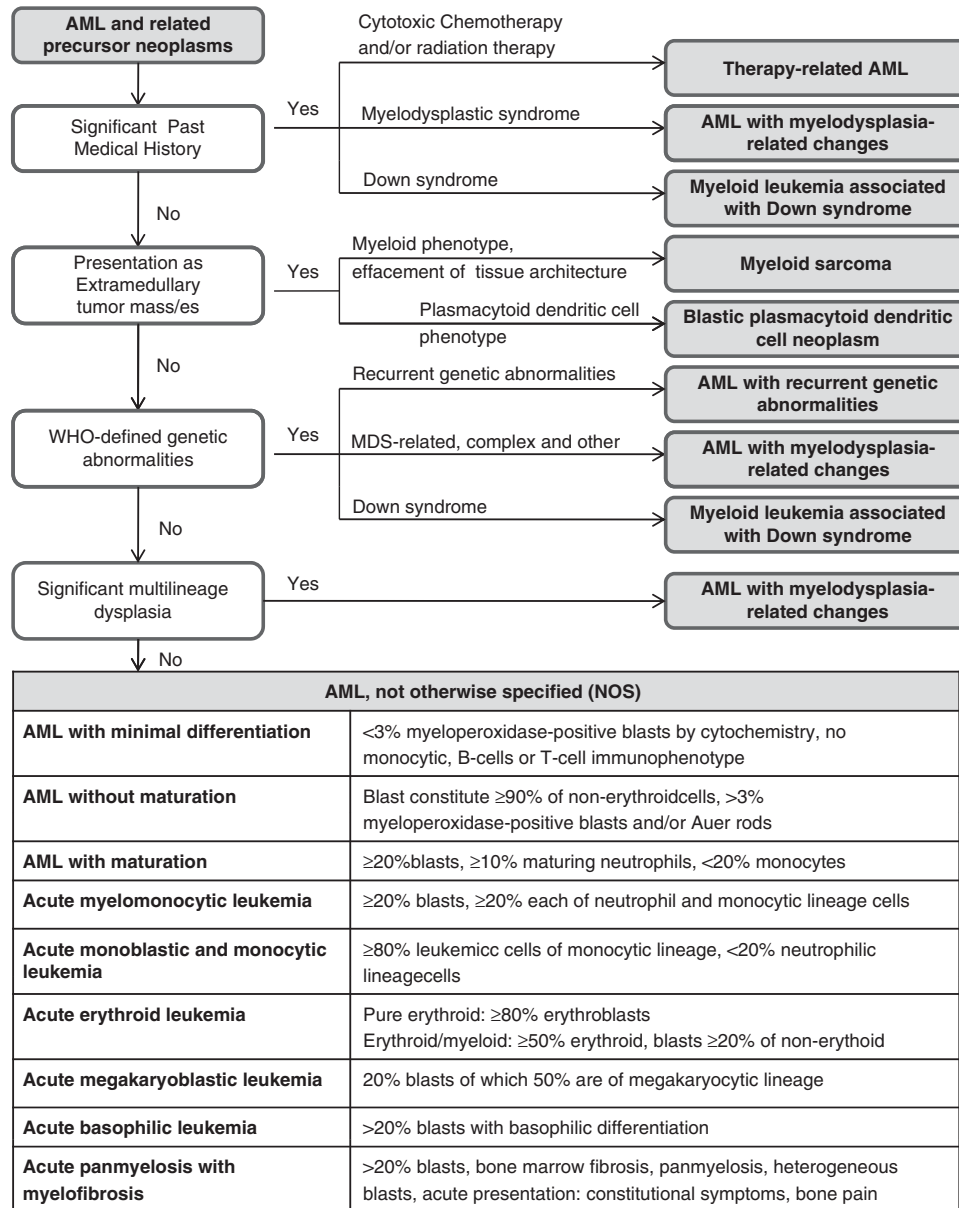 AML and related
precursor neoplasms
Cytotoxic Chemotherapy
and/or radiation therapy
Therapy-related AML
Significant Past
Medical History
Yes
Myelodysplastic syndrome
AML with myelodysplasia-
related changes
Down syndrome
Myeloid leukemia associated
with Down syndrome
No
Presentation as
Extramedullary
tumor mass/es
Yes
Myeloid phenotype,
effacement of tissue architecture
Myeloid sarcoma
Plasmacytoid dendritic cell
phenotype
Blastic plasmacytoid dendritic
cell neoplasm
No
WHO-defined genetic
abnormalities
Yes
Recurrent genetic abnormalities
AML with recurrent genetic
abnormalities
MDS-related, complex and other
AML with myelodysplasia-
related changes
Down syndrome
Myeloid leukemia associated
with Down syndrome
No
Significant multilineage
dysplasia
Yes
AML with myelodysplasia-
related changes
No
AML, not otherwise specified (NOS)
AML with minimal differentiation
<3% myeloperoxidase-positive blasts by cytochemistry, no
monocytic, B-cells or T-cell immunophenotype
AML without maturation
Blast constitute ≥90% of non-erythroidcells, >3%
myeloperoxidase-positive blasts and/or Auer rods
AML with maturation
≥20%blasts, ≥10% maturing neutrophils, <20% monocytes
Acute myelomonocytic leukemia
≥20% blasts, ≥20% each of neutrophil and monocytic lineage cells
Acute monoblastic and monocytic
leukemia
≥80% leukemicc cells of monocytic lineage, <20% neutrophilic
lineagecells
Acute erythroid leukemia
Pure erythroid: ≥80% erythroblasts
Erythroid/myeloid: ≥50% erythroid, blasts ≥20% of non-erythoid
Acute megakaryoblastic leukemia
20% blasts of which 50% are of megakaryocytic lineage
Acute basophilic leukemia
>20% blasts with basophilic differentiation
Acute panmyelosis with
myelofibrosis
>20% blasts, bone marrow fibrosis, panmyelosis, heterogeneous
blasts, acute presentation: constitutional symptoms, bone pain